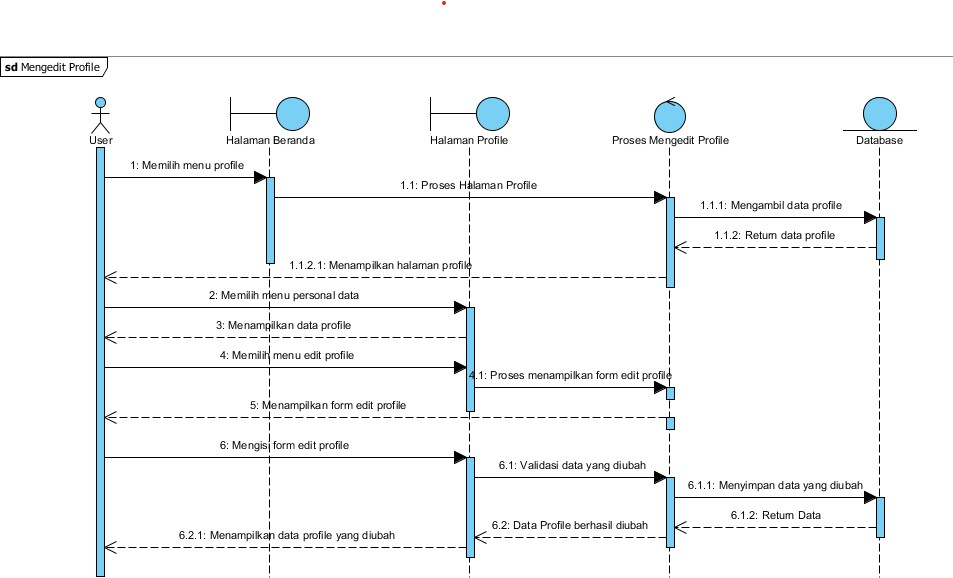 sd Mengedit Profile
User
Halaman Beranda
Halaman Profile
Proses Mengedit Profile
Database
1: Memilih menu profile
1.1: Proses Halaman Profile
1.1.1: Mengambil data profile
1.1.2: Return data profile
1.1.2.1: Menampilkan halaman profile
2: Memilih menu personal data
3: Menampilkan data profile
4: Memilih menu edit profile
4.1: Proses menampilkan form edit profile
5: Menampilkan form edit profile
6: Mengisi form edit profile
6.1: Validasi data yang diubah
6.1.1: Menyimpan data yang diubah
6.1.2: Return Data
6.2: Data Profile berhasil diubah
6.2.1: Menampilkan data profile yang diubah